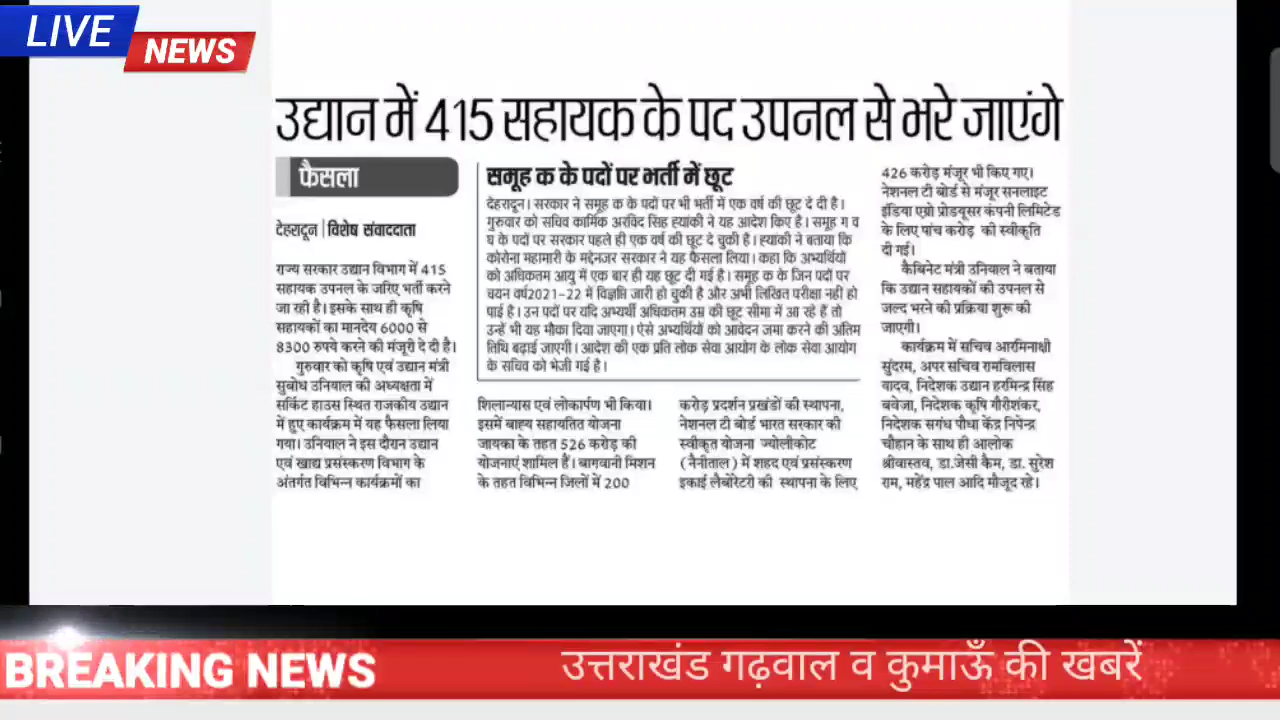 LIVE
NEWS
उद्यान में 415 सहायक के पद उपनल से भरे जाएंगे
फैसला
देहरादून | विशेष संवाददाता
राज्य सरकार उद्यान विभाग में 415
सहायक उपनल के जरिए भर्ती करने
जा रही है। इसके साथ ही कृषि
सहायकों का मानदेय 6000 से
8300 रुपये करने की मंजूरी दे दी है।
गुरुवार को कृषि एवं उद्यान मंत्री
सुबोध उनियाल की अध्यक्षता में
सर्किट हाउस स्थित राजकीय उद्यान
में हुए कार्यक्रम में यह फैसला लिया
गया। उनियाल ने इस दौरान उद्यान
एवं खाद्य प्रसंस्करण विभाग के
अंतर्गत विभिन्न कार्यक्रमों का
समूह क के पदों पर भर्ती में छूट
देहरादून। सरकार ने समूह क के पदों पर भी भर्ती में एक वर्ष की छूट दे दी है।
गुरुवार को सचिव कार्मिक अरविंद सिंह ह्यांकी ने यह आदेश किए है। समूह ग व
घ के पदों पर सरकार पहले ही एक वर्ष की छूट दे चुकी है। ह्यांकी ने बताया कि
कोरोना महामारी के मद्देनजर सरकार ने यह फैसला लिया। कहा कि अभ्यर्थियों
को अधिकतम आयु में एक बार ही यह छूट दी गई है। समूह क के जिन पदों पर
चयन वर्ष2021-22 में विज्ञप्ति जारी हो चुकी है और अभी लिखित परीक्षा नहीं हो
पाई है। उन पदों पर यदि अभ्यर्थी अधिकतम उम्र की छूट सीमा में आ रहे हैं तो
उन्हें भी यह मौका दिया जाएगा। ऐसे अभ्यर्थियों को आवेदन जमा करने की अंतिम
तिथि बढ़ाई जाएगी। आदेश की एक प्रति लोक सेवा आयोग के लोक सेवा आयोग
के सचिव को भेजी गई है।
शिलान्यास एवं लोकार्पण भी किया।
इसमें बाह्य सहायतित योजना
जायका के तहत 526 करोड़ की
योजनाएं शामिल हैं। बागवानी मिशन
के तहत विभिन्न जिलों में 200
करोड़ प्रदर्शन प्रखंडों की स्थापना,
नेशनल टी बोर्ड भारत सरकार की
स्वीकृत योजना ज्योलीकोट
(नैनीताल) में शहद एवं प्रसंस्करण
इकाई लैबोरेटरी की स्थापना के लिए
426 करोड़ मंजूर भी किए गए।
नेशनल टी बोर्ड से मंजूर सनलाइट
इंडिया एग्रो प्रोड्यूसर कंपनी लिमिटेड
के लिए पांच करोड़ की स्वीकृति
दी गई।
कैबिनेट मंत्री उनियाल ने बताया
कि उद्यान सहायकों की उपनल से
जल्द भरने की प्रक्रिया शुरू की
जाएगी।
कार्यक्रम में सचिव आरमिनाक्षी
सुंदरम, अपर सचिव रामविलास
यादव, निदेशक उद्यान हरमिन्द्र सिंह
बवेजा, निदेशक कृषि गौरीशंकर,
निदेशक सगंध पौधा केंद्र निपेन्द्र
चौहान के साथ ही आलोक
श्रीवास्तव, डा.जेसी कैम, डा. सुरेश
राम, महेंद्र पाल आदि मौजूद रहे।
BREAKING NEWS
उत्तराखंड गढ़वाल व कुमाऊँ की खबरें